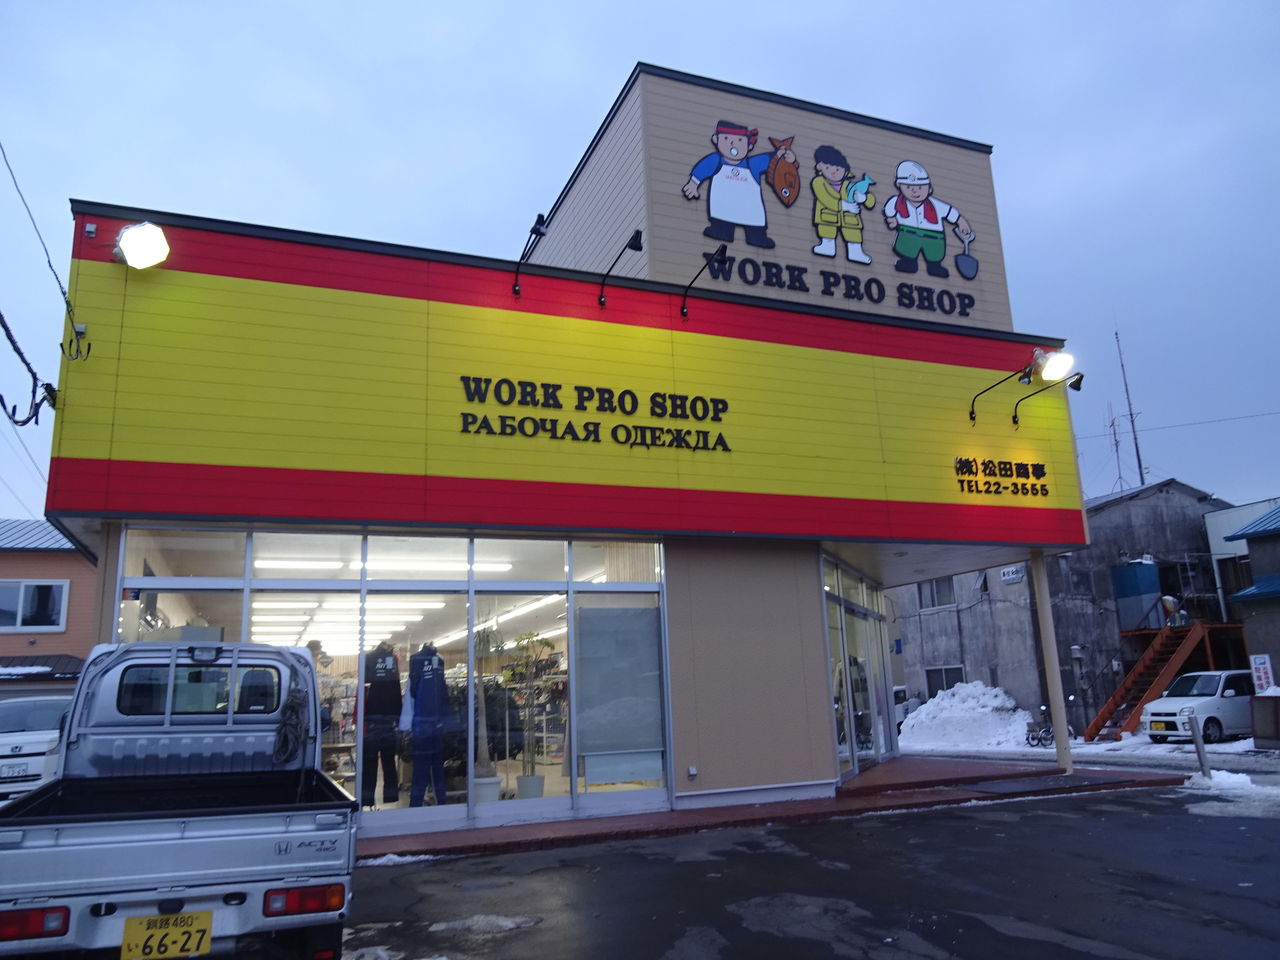 WORK PRO SHOP
WORK PRO SHOP
РАБОЧАЯ ОДЕЖДА
㈱松田商事
TEL22-3555
ACTY
4WD
釧路480
い 66-27